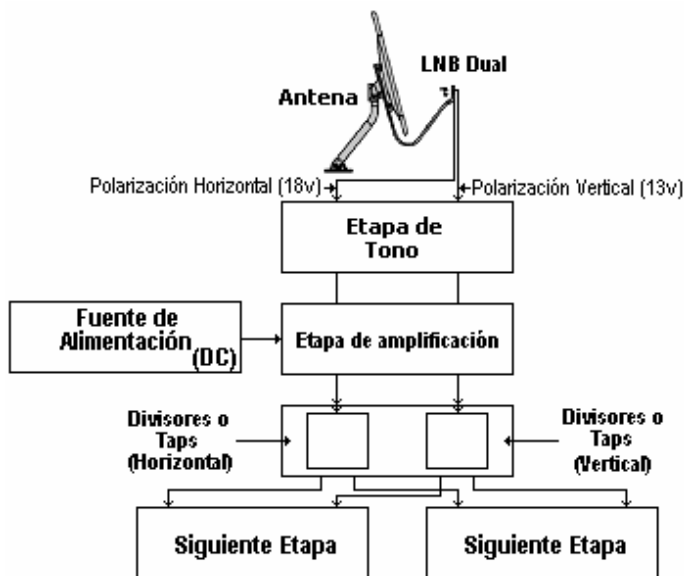 LNB Dual
Antena
Polarización Horizontal (18v)
Polarización Vertical (13v)
Etapa de
Tono
Fuente de
Alimentación
(DC)
Etapa de amplificación
Divisores o
Taps
(Horizontal)
Divisores o
Taps
(Vertical)
Siguiente Etapa
Siguiente Etapa